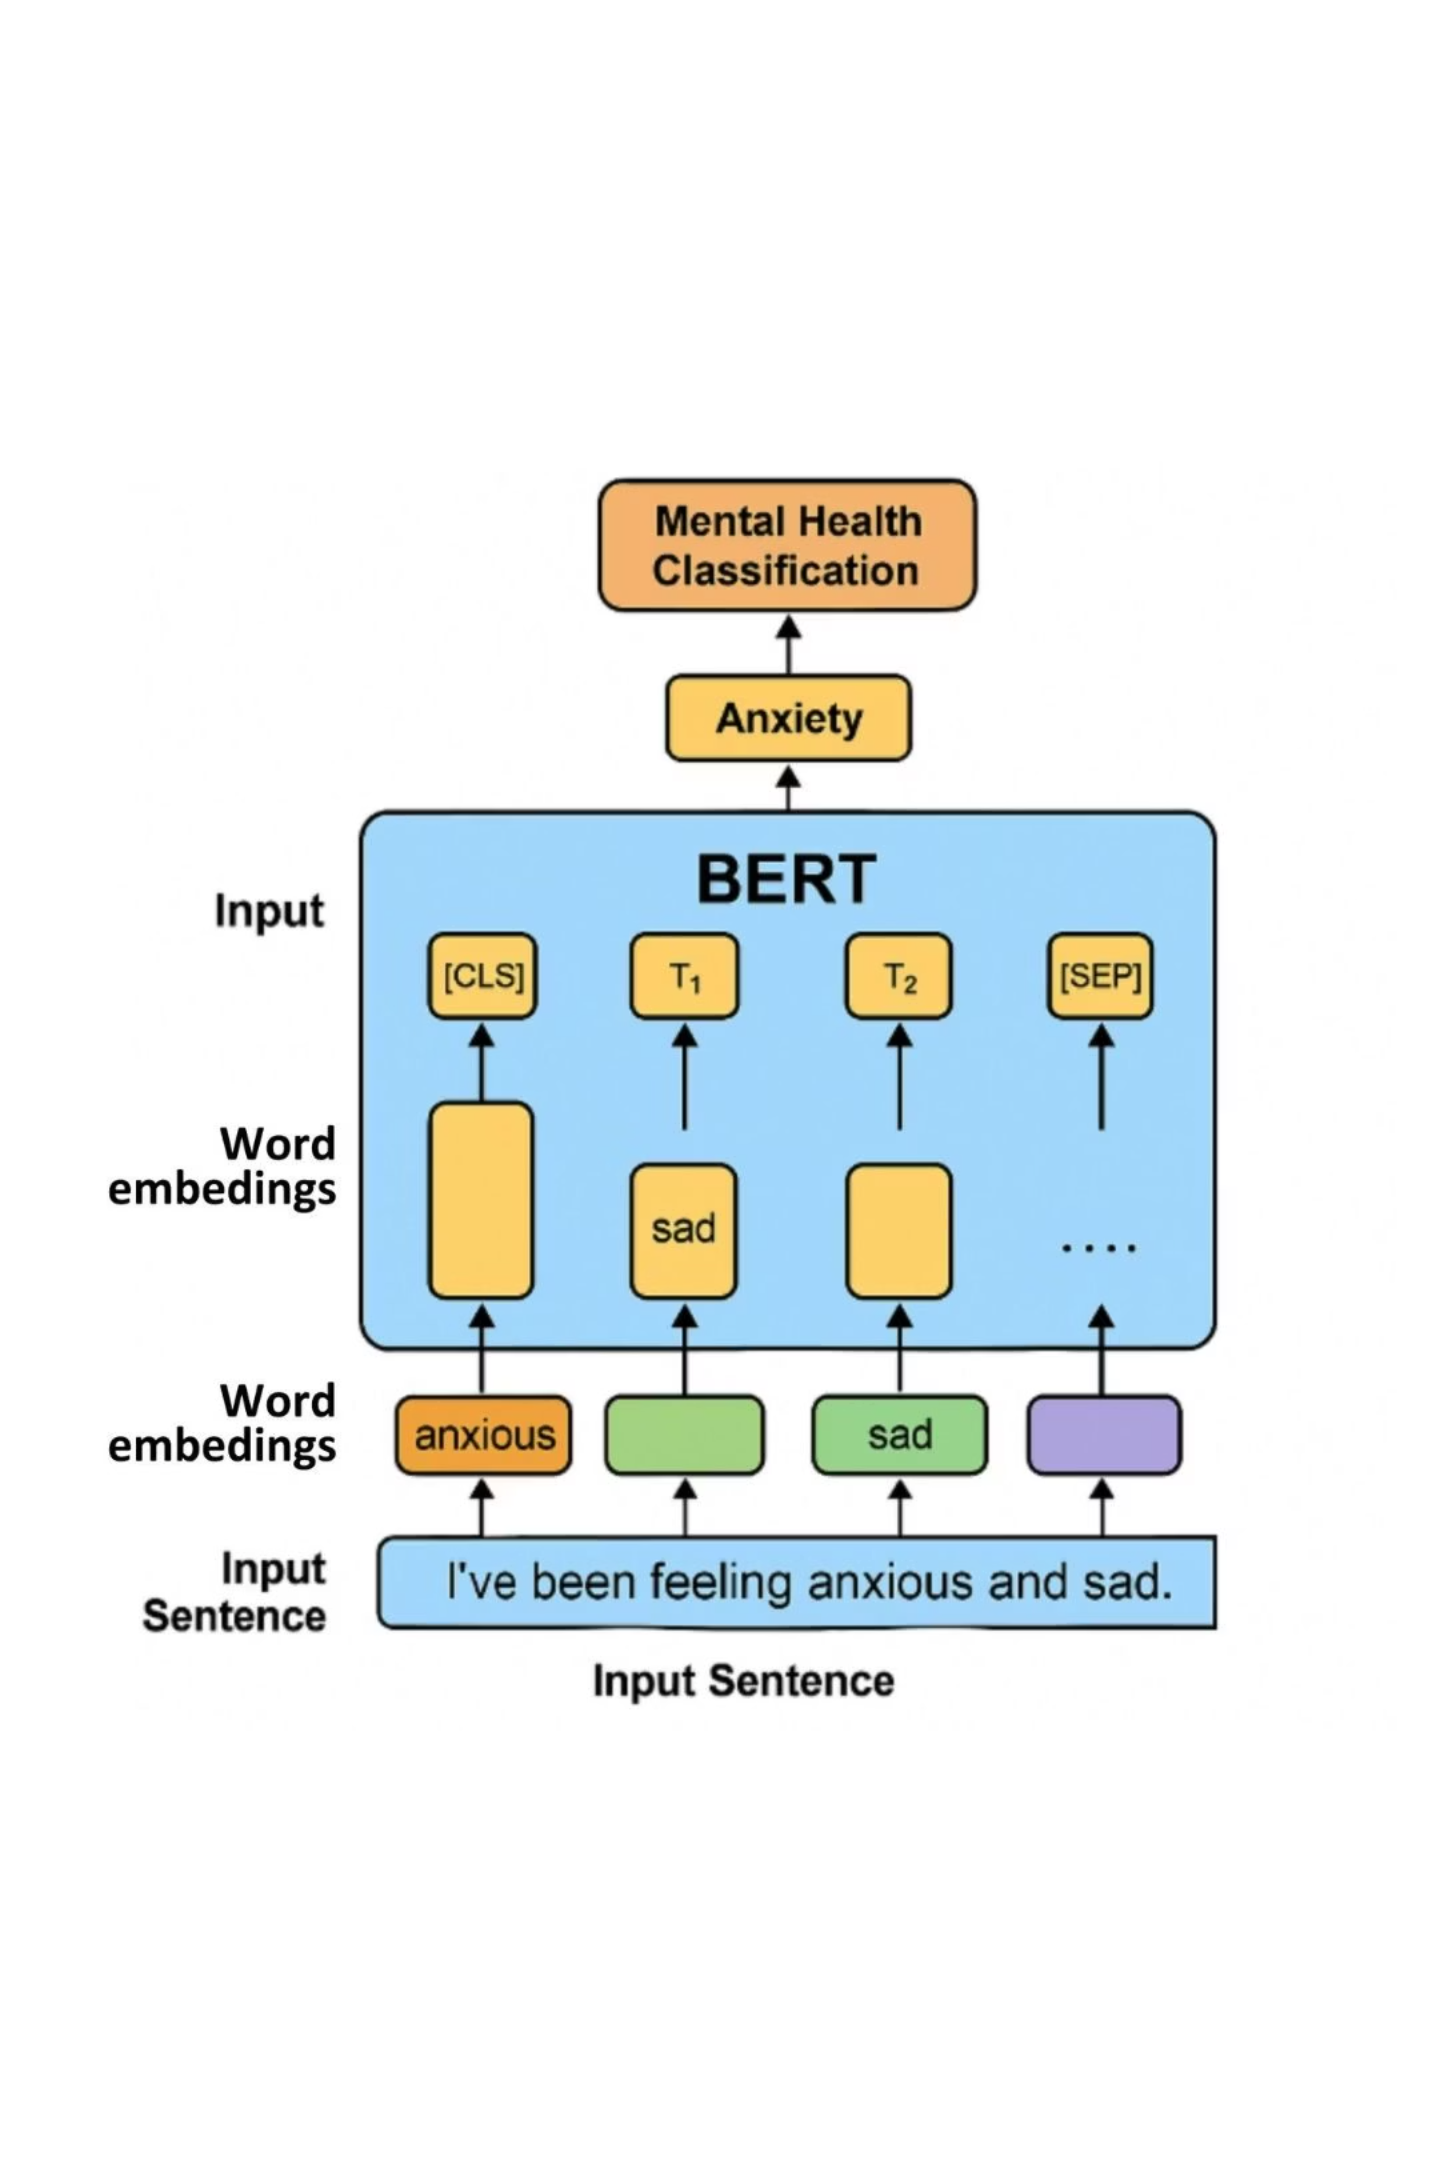 Mental Health
Classification
Anxiety
BERT
Input
[CLS]
T₁
T₂
[SEP]
Word
embedings
sad
....
Word
embedings
anxious
sad
Input
Sentence
I've been feeling anxious and sad.
Input Sentence